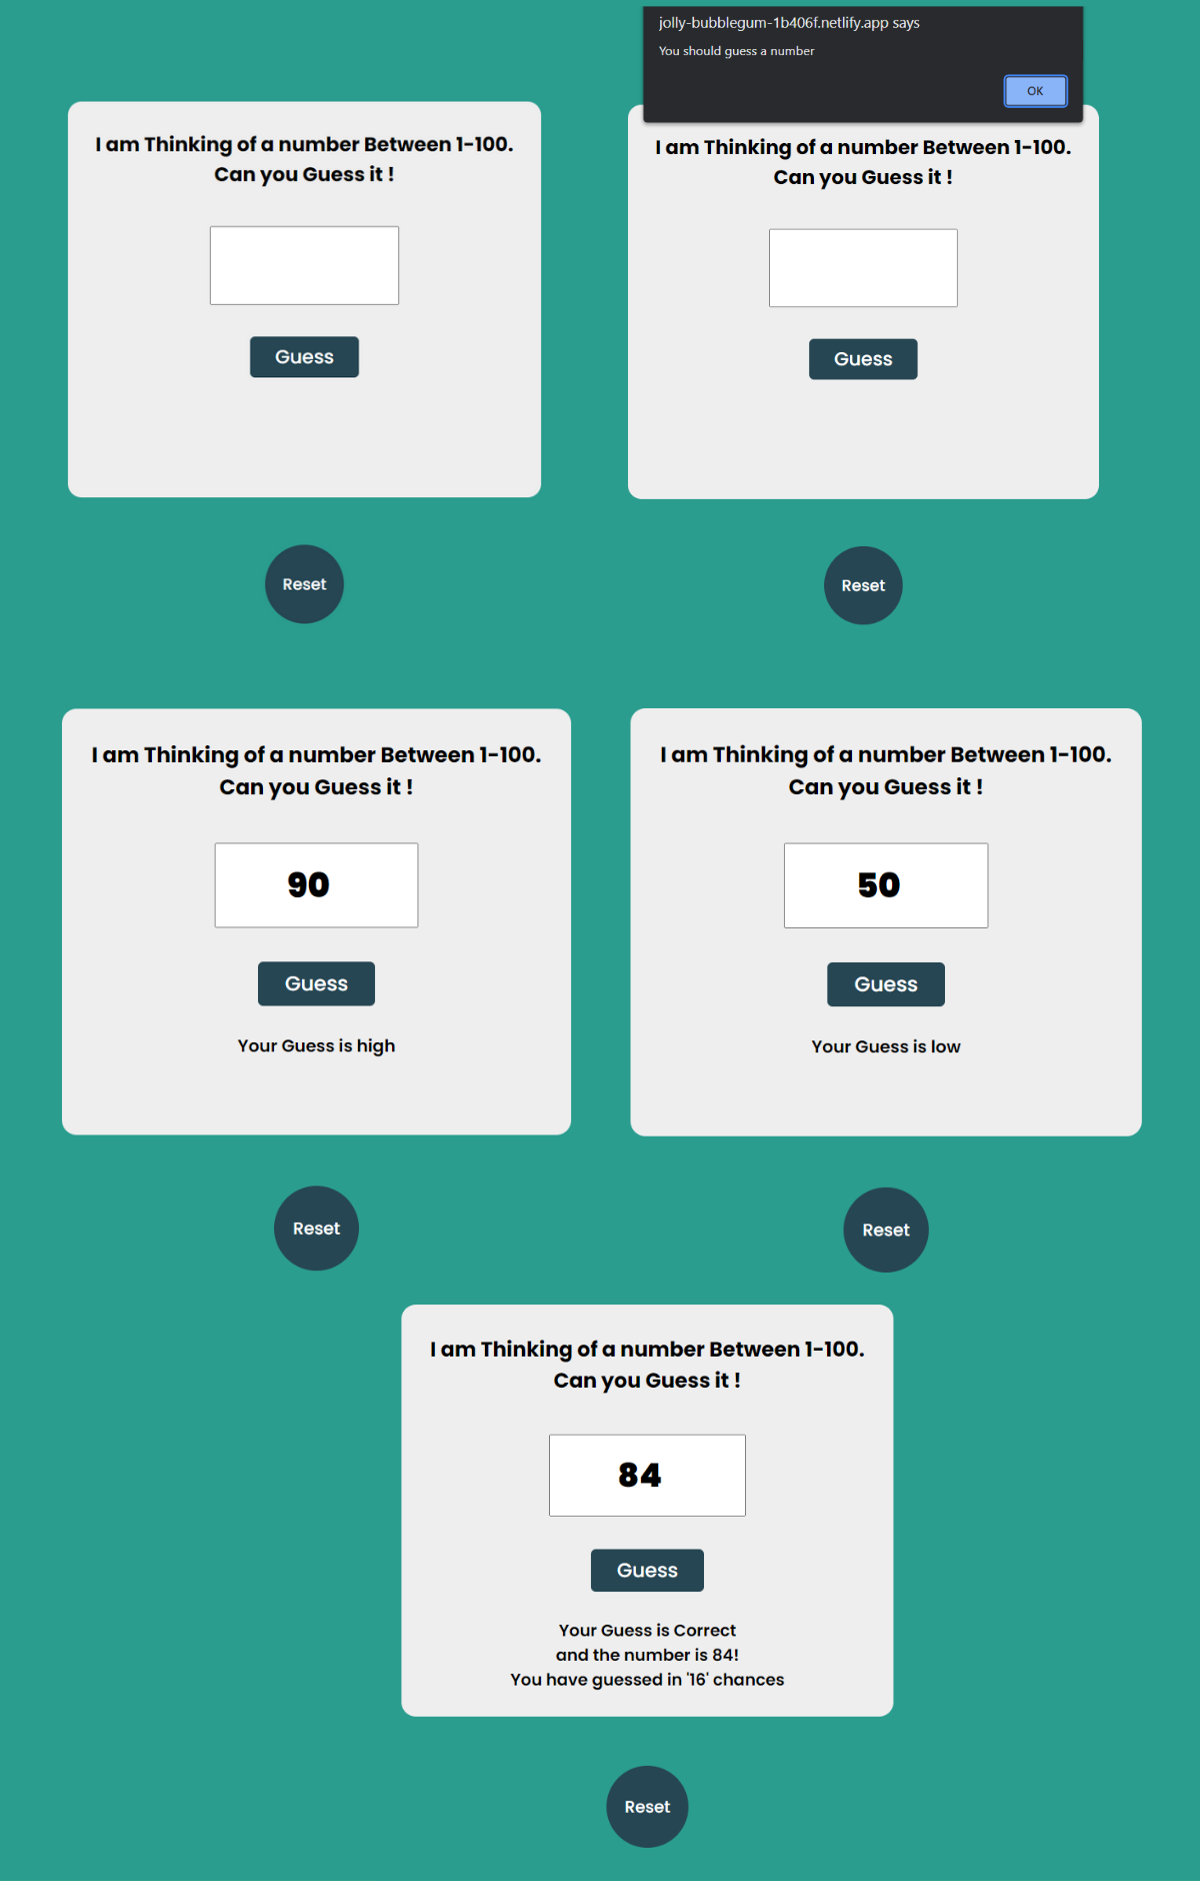 jolly-bubblegum-1b406f.netlify.app says
You should guess a number
OK
I am Thinking of a number Between 1-100.
Can you Guess it !
Guess
Reset
I am Thinking of a number Between 1-100.
Can you Guess it !
Guess
Reset
I am Thinking of a number Between 1-100.
Can you Guess it !
90
Guess
Your Guess is high
Reset
I am Thinking of a number Between 1-100.
Can you Guess it !
50
Guess
Your Guess is low
Reset
I am Thinking of a number Between 1-100.
Can you Guess it !
84
Guess
Your Guess is Correct
and the number is 84!
You have guessed in '16' chances
Reset